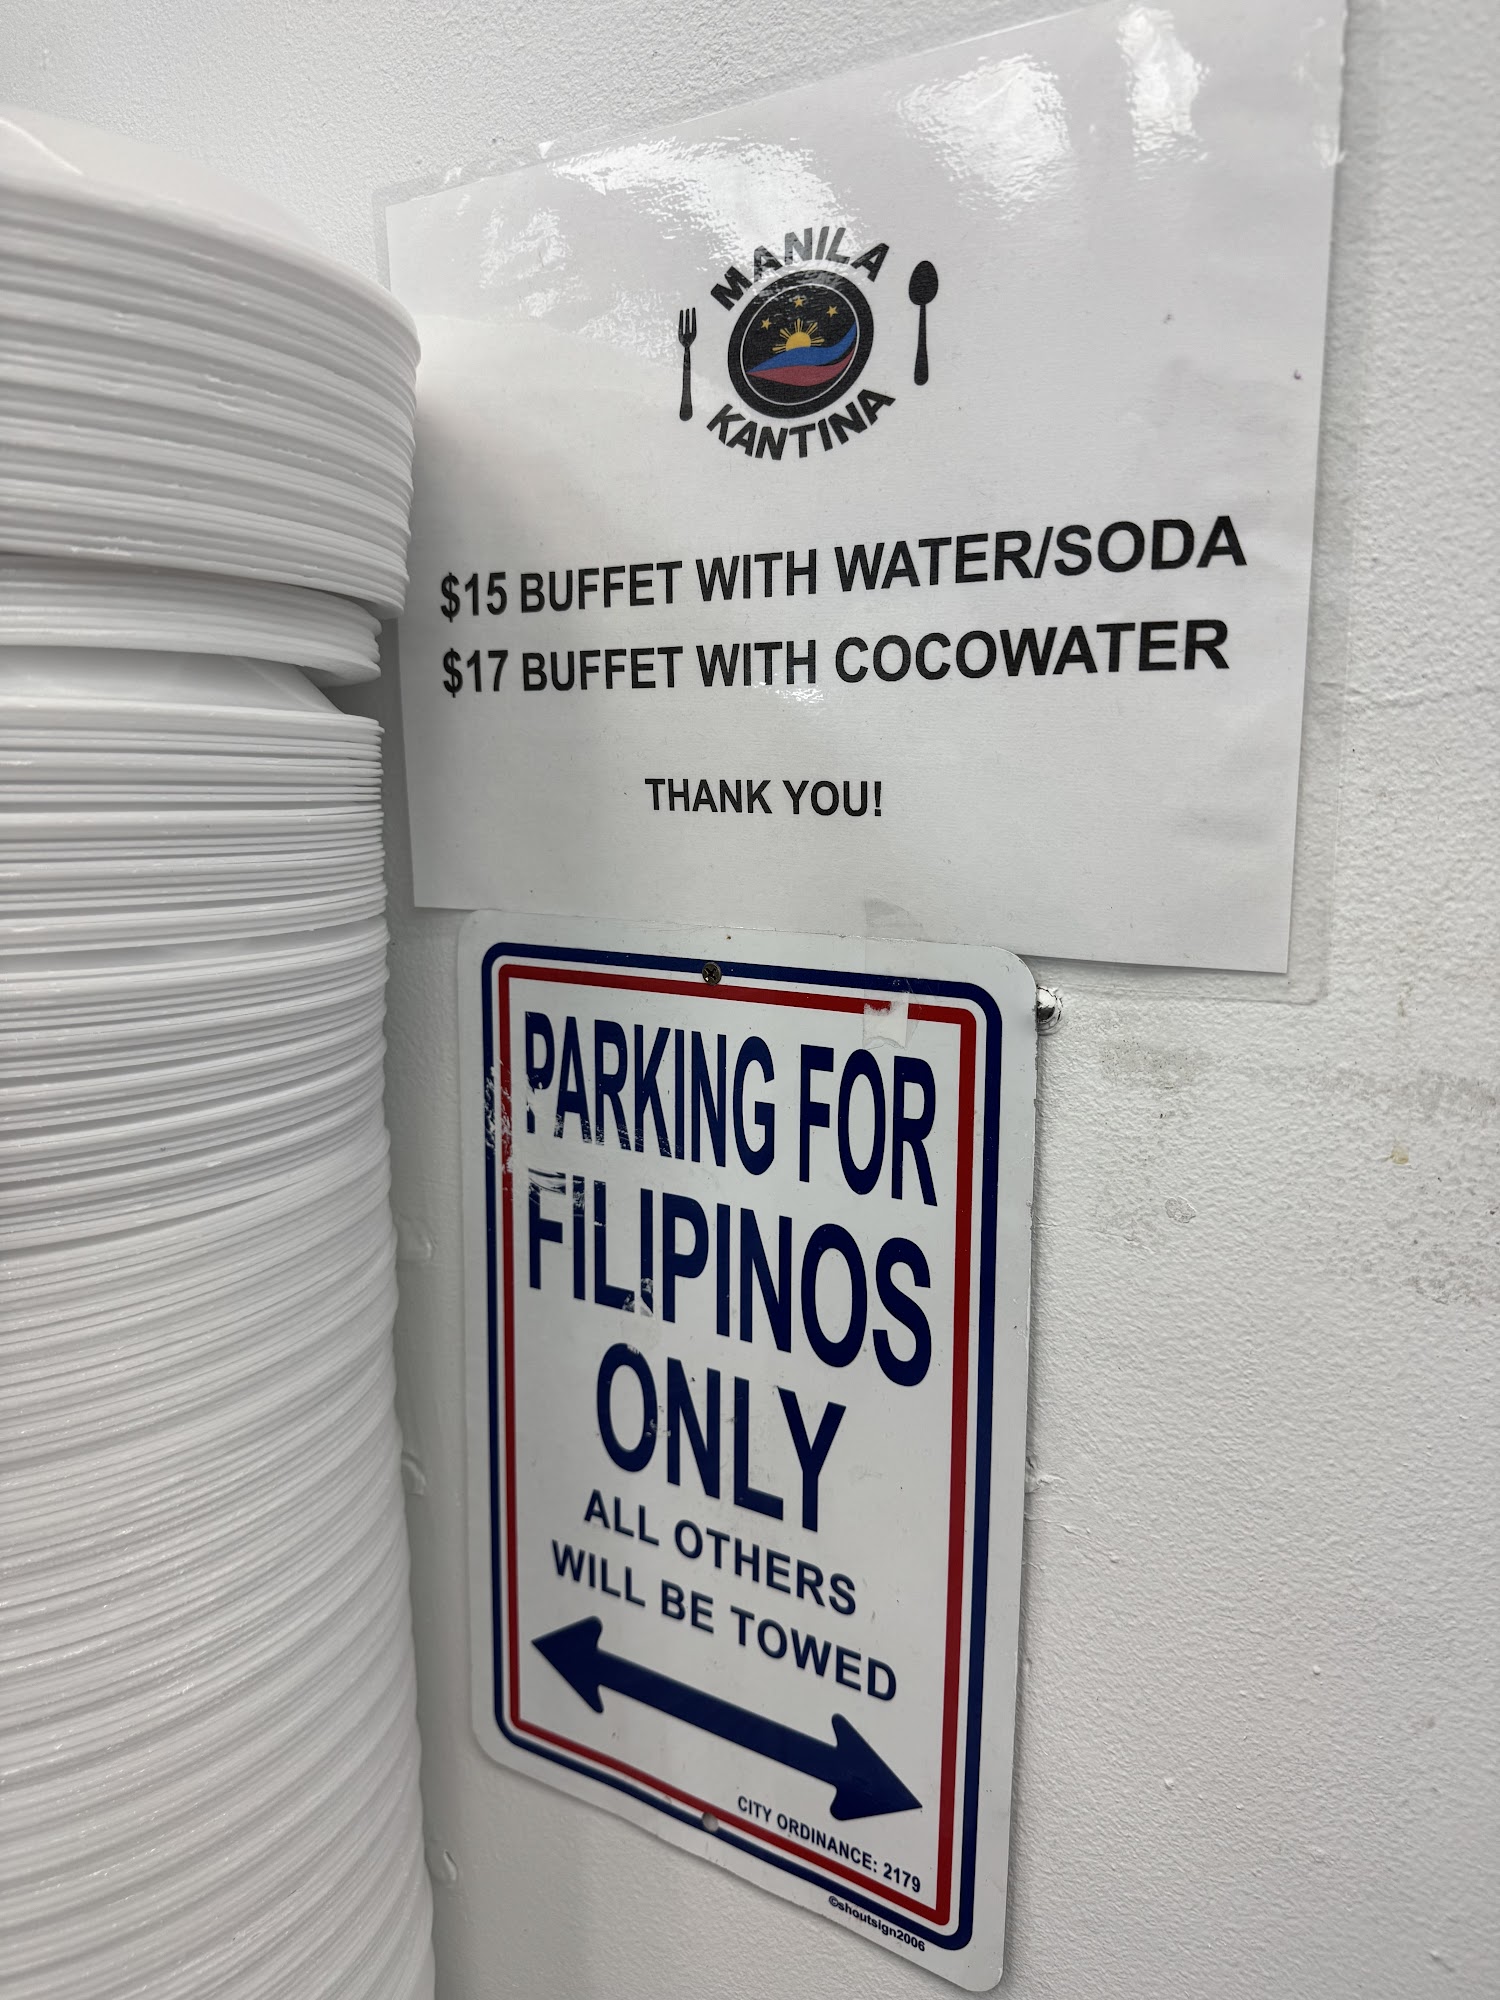 MANILA
KANTINA
$15 BUFFET WITH WATER/SODA
$17 BUFFET WITH COCOWATER
THANK YOU!
PARKING FOR
FILIPINOS
ONLY
ALL OTHERS
WILL BE TOWED
CITY ORDINANCE: 2179
©shoutsign2006